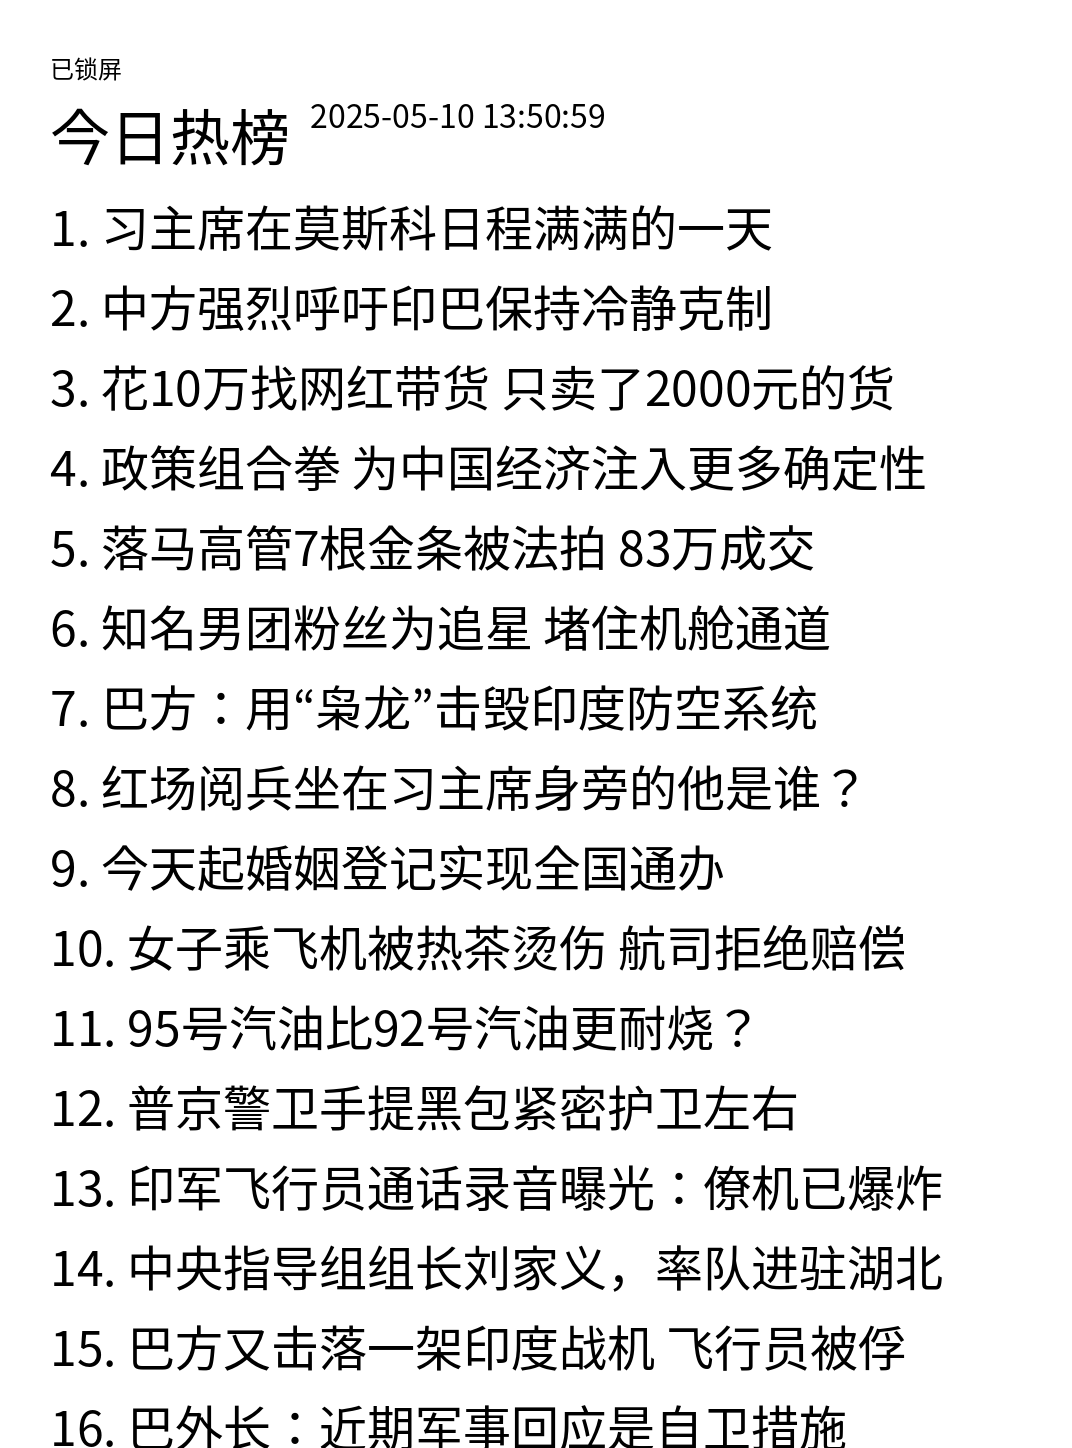 已锁屏
今日热榜 2025-05-10 13:50:59
1. 习主席在莫斯科日程满满的一天
2. 中方强烈呼吁印巴保持冷静克制
3. 花10万找网红带货 只卖了2000元的货
4. 政策组合拳 为中国经济注入更多确定性
5. 落马高管7根金条被法拍 83万成交
6. 知名男团粉丝为追星 堵住机舱通道
7. 巴方：用“枭龙”击毁印度防空系统
8. 红场阅兵坐在习主席身旁的他是谁？
9. 今天起婚姻登记实现全国通办
10. 女子乘飞机被热茶烫伤 航司拒绝赔偿
11. 95号汽油比92号汽油更耐烧？
12. 普京警卫手提黑包紧密护卫左右
13. 印军飞行员通话录音曝光：僚机已爆炸
14. 中央指导组组长刘家义，率队进驻湖北
15. 巴方又击落一架印度战机 飞行员被俘
16. 巴外长：近期军事回应是自卫措施